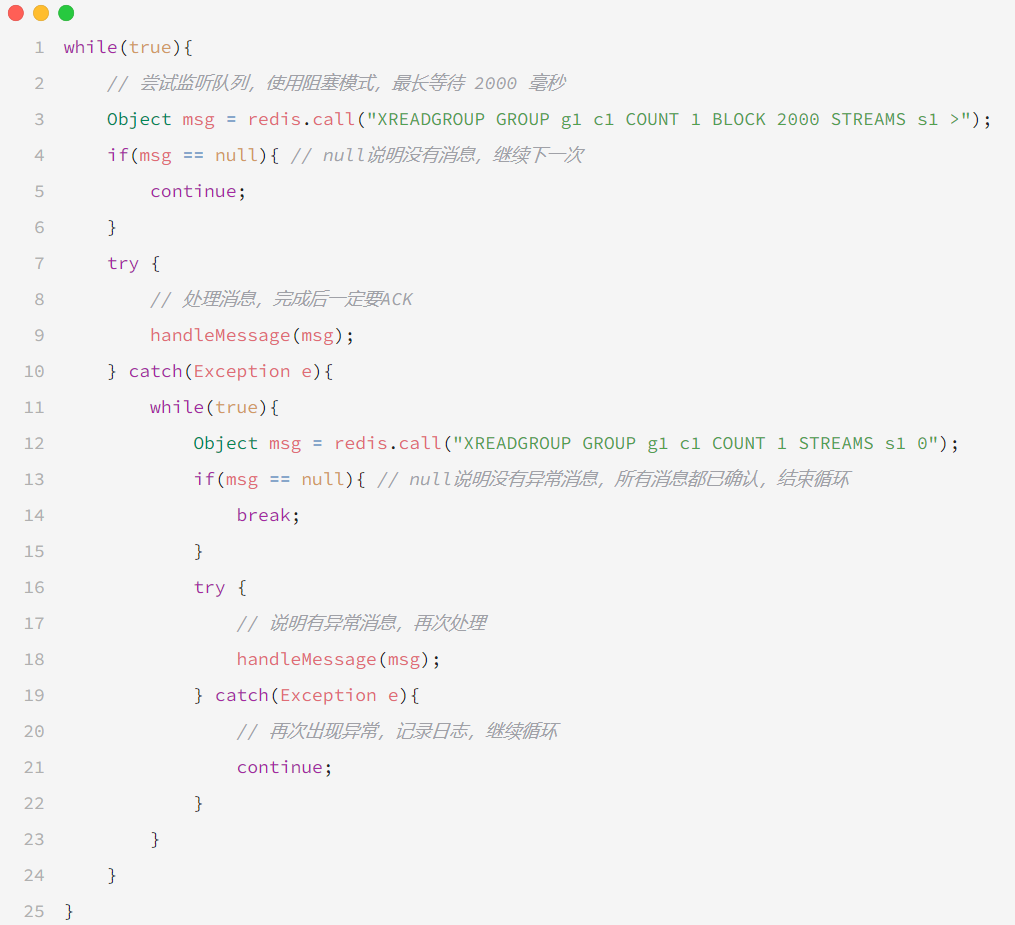 1 while(true){
2     // 尝试监听队列，使用阻塞模式，最长等待 2000 毫秒
3     Object msg = redis.call("XREADGROUP GROUP g1 c1 COUNT 1 BLOCK 2000 STREAMS s1 >");
4     if(msg == null){ // null说明没有消息，继续下一次
5         continue;
6     }
7     try {
8         // 处理消息，完成后一定要ACK
9         handleMessage(msg);
10     } catch(Exception e){
11         while(true){
12             Object msg = redis.call("XREADGROUP GROUP g1 c1 COUNT 1 STREAMS s1 0");
13             if(msg == null){ // null说明没有异常消息，所有消息都已确认，结束循环
14                 break;
15             }
16             try {
17                 // 说明有异常消息，再次处理
18                 handleMessage(msg);
19             } catch(Exception e){
20                 // 再次出现异常，记录日志，继续循环
21                 continue;
22             }
23         }
24     }
25 }